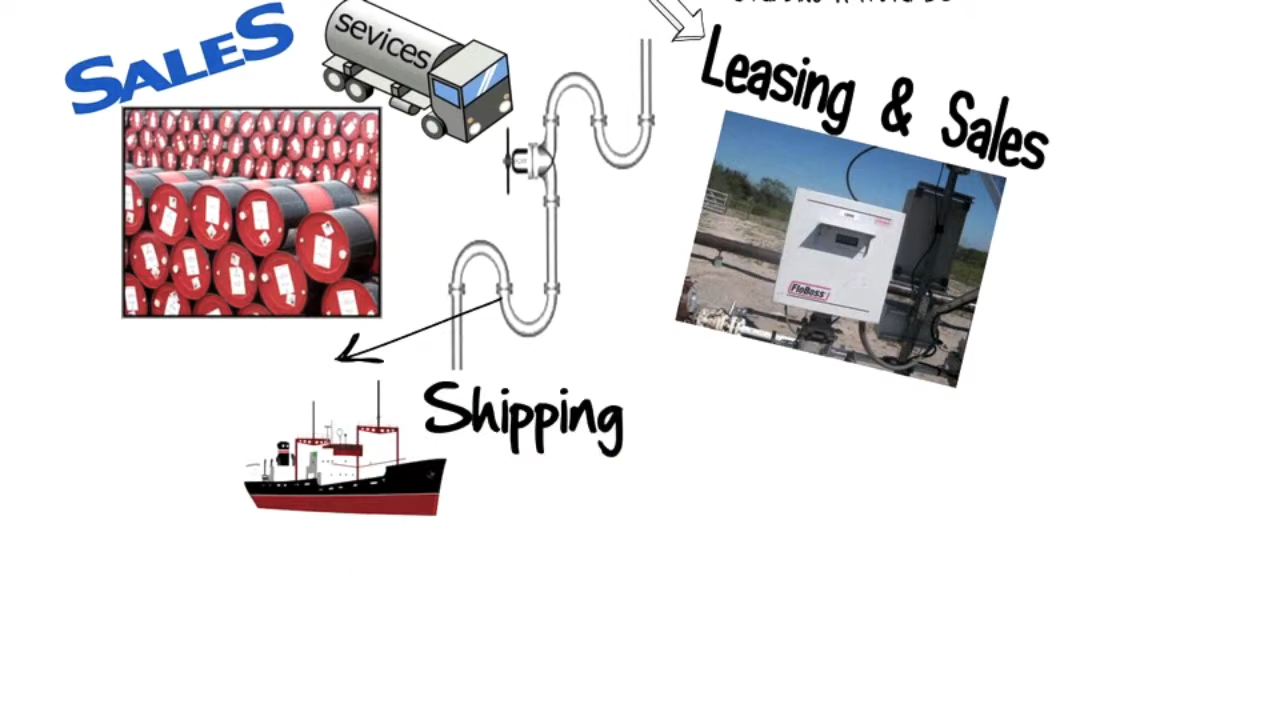 SALES
sevices
Leasing & Sales
FloBoss
Shipping